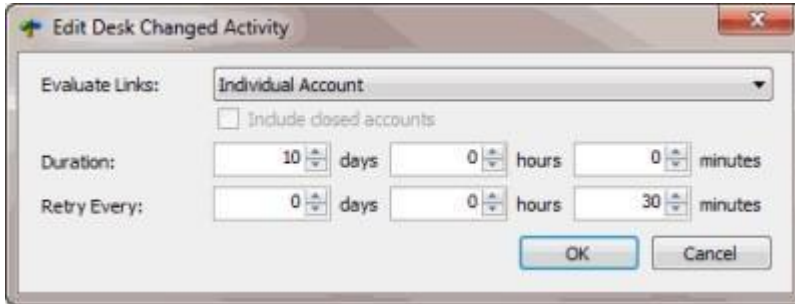 Edit Desk Changed Activity
Evaluate Links: Individual Account
Include closed accounts
Duration: 10 days 0 hours 0 minutes
Retry Every: 0 days 0 hours 30 minutes
OK Cancel